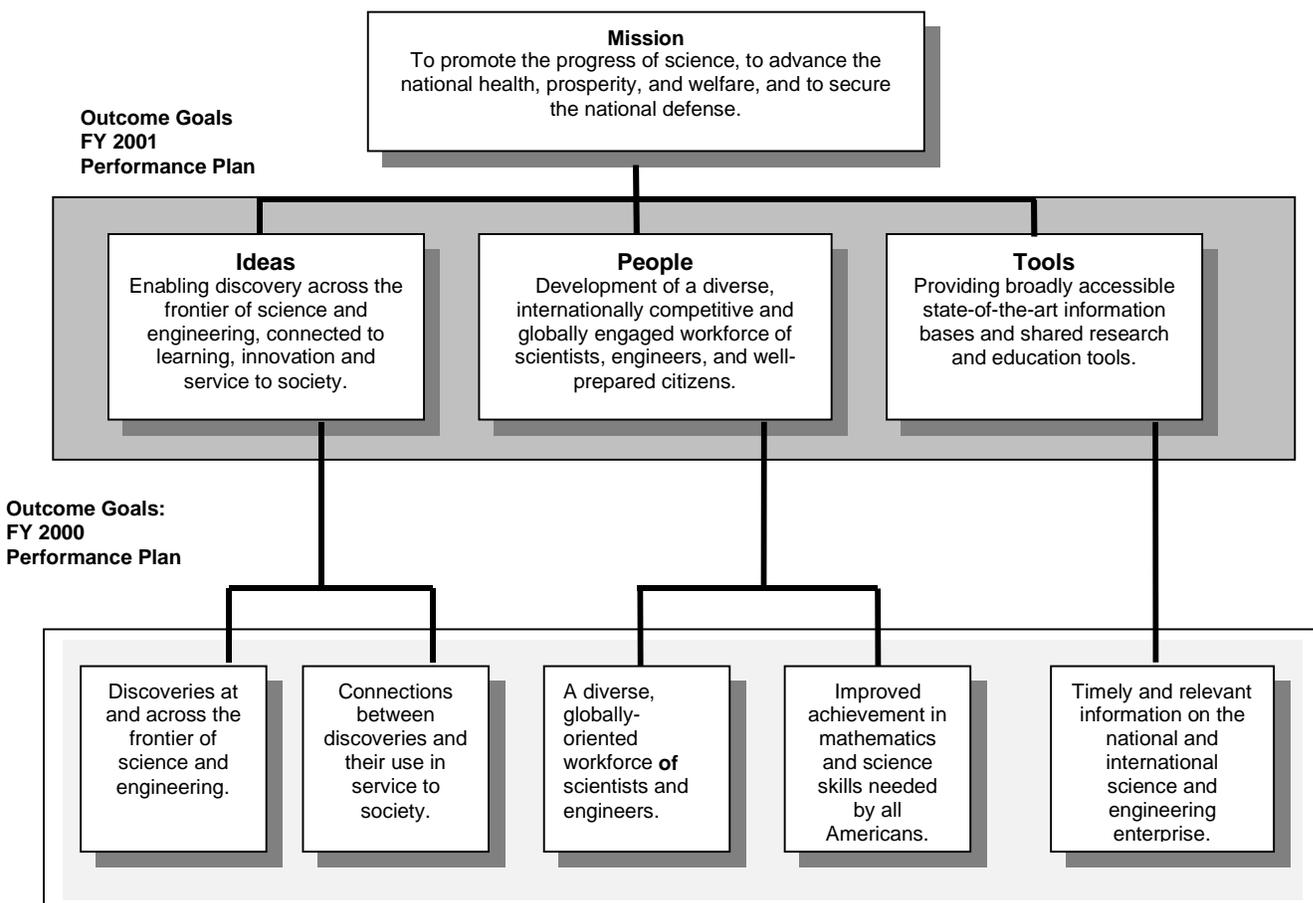 Mission
To promote the progress of science, to advance the
national health, prosperity, and welfare, and to secure
the national defense.
Outcome Goals
FY 2001
Performance Plan
Ideas
Enabling discovery across the
frontier of science and
engineering, connected to
learning, innovation and
service to society.
People
Development of a diverse,
internationally competitive and
globally engaged workforce of
scientists, engineers, and well-
prepared citizens.
Tools
Providing broadly accessible
state-of-the-art information
bases and shared research
and education tools.
Outcome Goals:
FY 2000
Performance Plan
Discoveries at
and across the
frontier of
science and
engineering.
Connections
between
discoveries and
their use in
service to
society.
A diverse,
globally-
oriented
workforce of
scientists and
engineers.
Improved
achievement in
mathematics
and science
skills needed
by all
Americans.
Timely and relevant
information on the
national and
international
science and
engineering
enterprise.